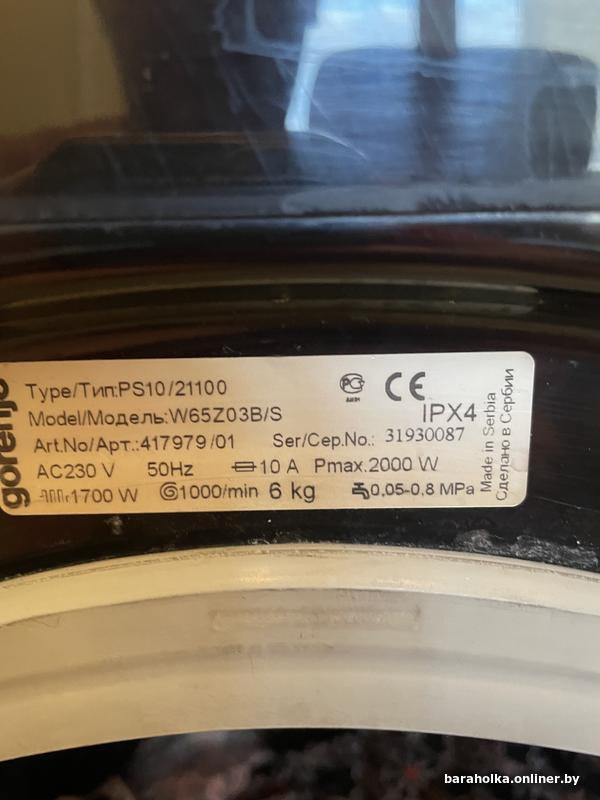 gorenje
Type/Тип:PS10/21100
Model/Модель:W65Z03B/S
IPX4
Art.No/Арт.:417979/01 Ser/Сер.No.: 31930087
AC230 V 50Hz 10 A Pmax.2000 W
1700 W 1000/min 6 kg 0,05-0,8 MPa
Made in Serbia
Сделано в Сербии
baraholka.onliner.by